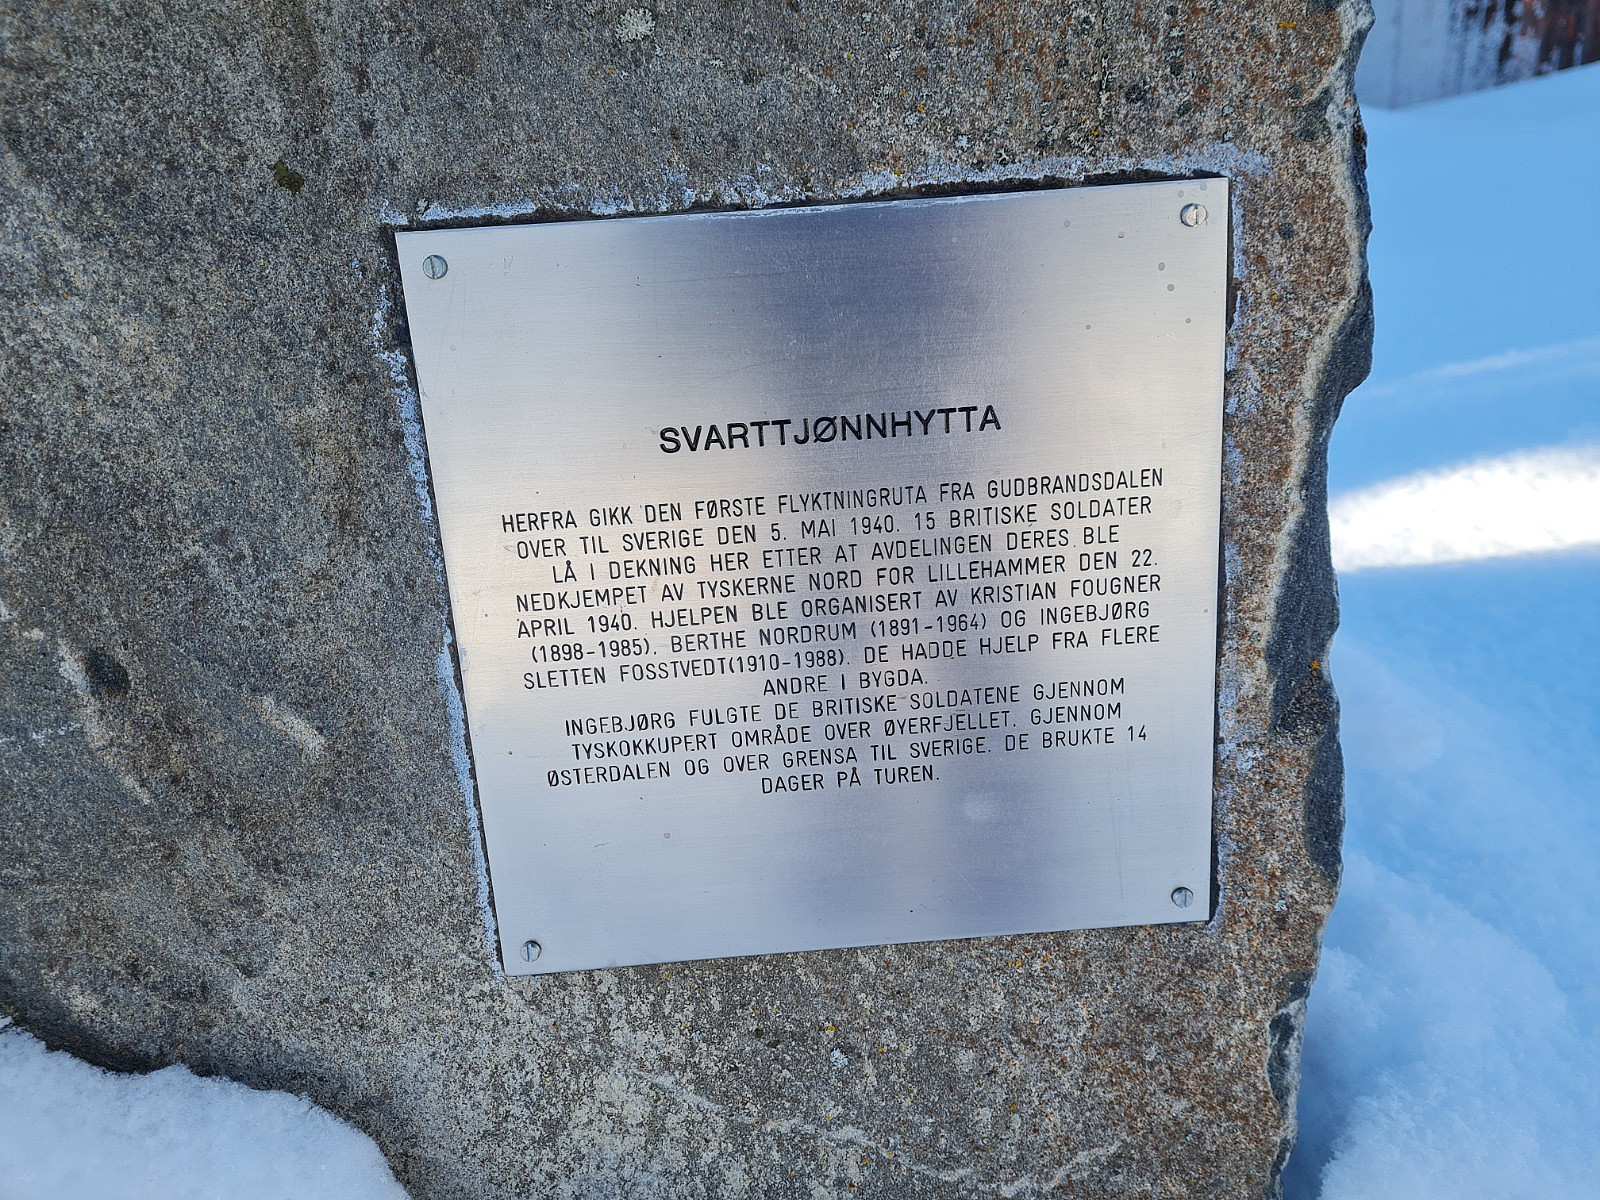 SVARTTJØNNHYTTA
HERFRA GIKK DEN FØRSTE FLYKTNINGRUTA FRA GUDBRANDSDALEN
OVER TIL SVERIGE DEN 5. MAI 1940. 15 BRITISKE SOLDATER
LÅ I DEKNING HER ETTER AT AVDELINGEN DERES BLE
NEDKJEMPET AV TYSKERNE NORD FOR LILLEHAMMER DEN 22.
APRIL 1940. HJELPEN BLE ORGANISERT AV KRISTIAN FOUGNER
(1898-1985), BERTHE NORDRUM (1891-1964) OG INGEBJØRG
SLETTEN FOSSTVEDT(1910-1988). DE HADDE HJELP FRA FLERE
ANDRE I BYGDA.
INGEBJØRG FULGTE DE BRITISKE SOLDATENE GJENNOM
TYSKOKKUPERT OMRÅDE OVER ØYERFJELLET, GJENNOM
ØSTERDALEN OG OVER GRENSA TIL SVERIGE. DE BRUKTE 14
DAGER PÅ TUREN.